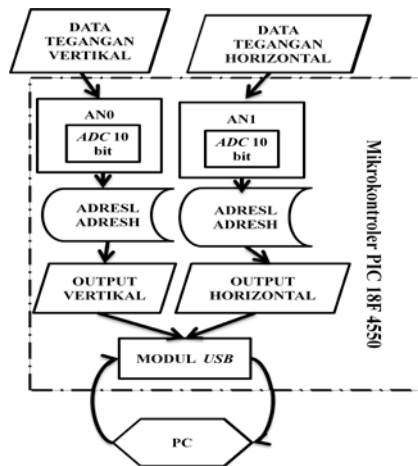 DATA
TEGANGAN
VERTIKAL
DATA
TEGANGAN
HORIZONTAL
AN0
ADC 10
bit
AN1
ADC 10
bit
ADRESL
ADRESH
ADRESL
ADRESH
OUTPUT
VERTIKAL
OUTPUT
HORIZONTAL
MODUL USB
PC
Mikrokontroler PIC 18F 4550